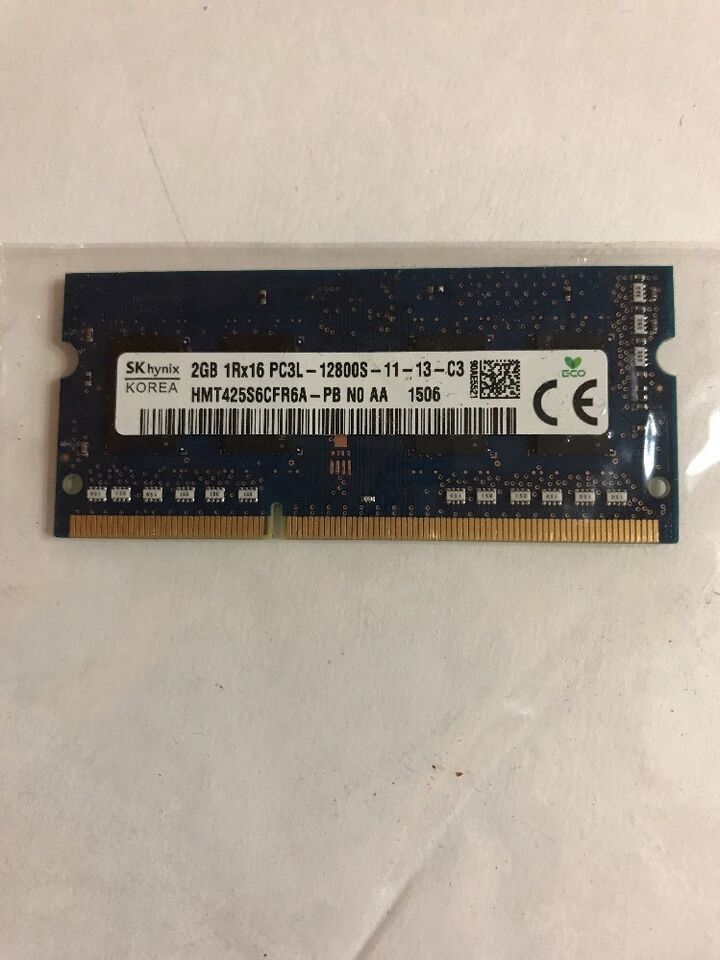 SK hynix
KOREA
2GB 1Rx16 PC3L-12800S-11-13-C3
HMT425S6CFR6A-PB N0 AA 1506
ECO
CE